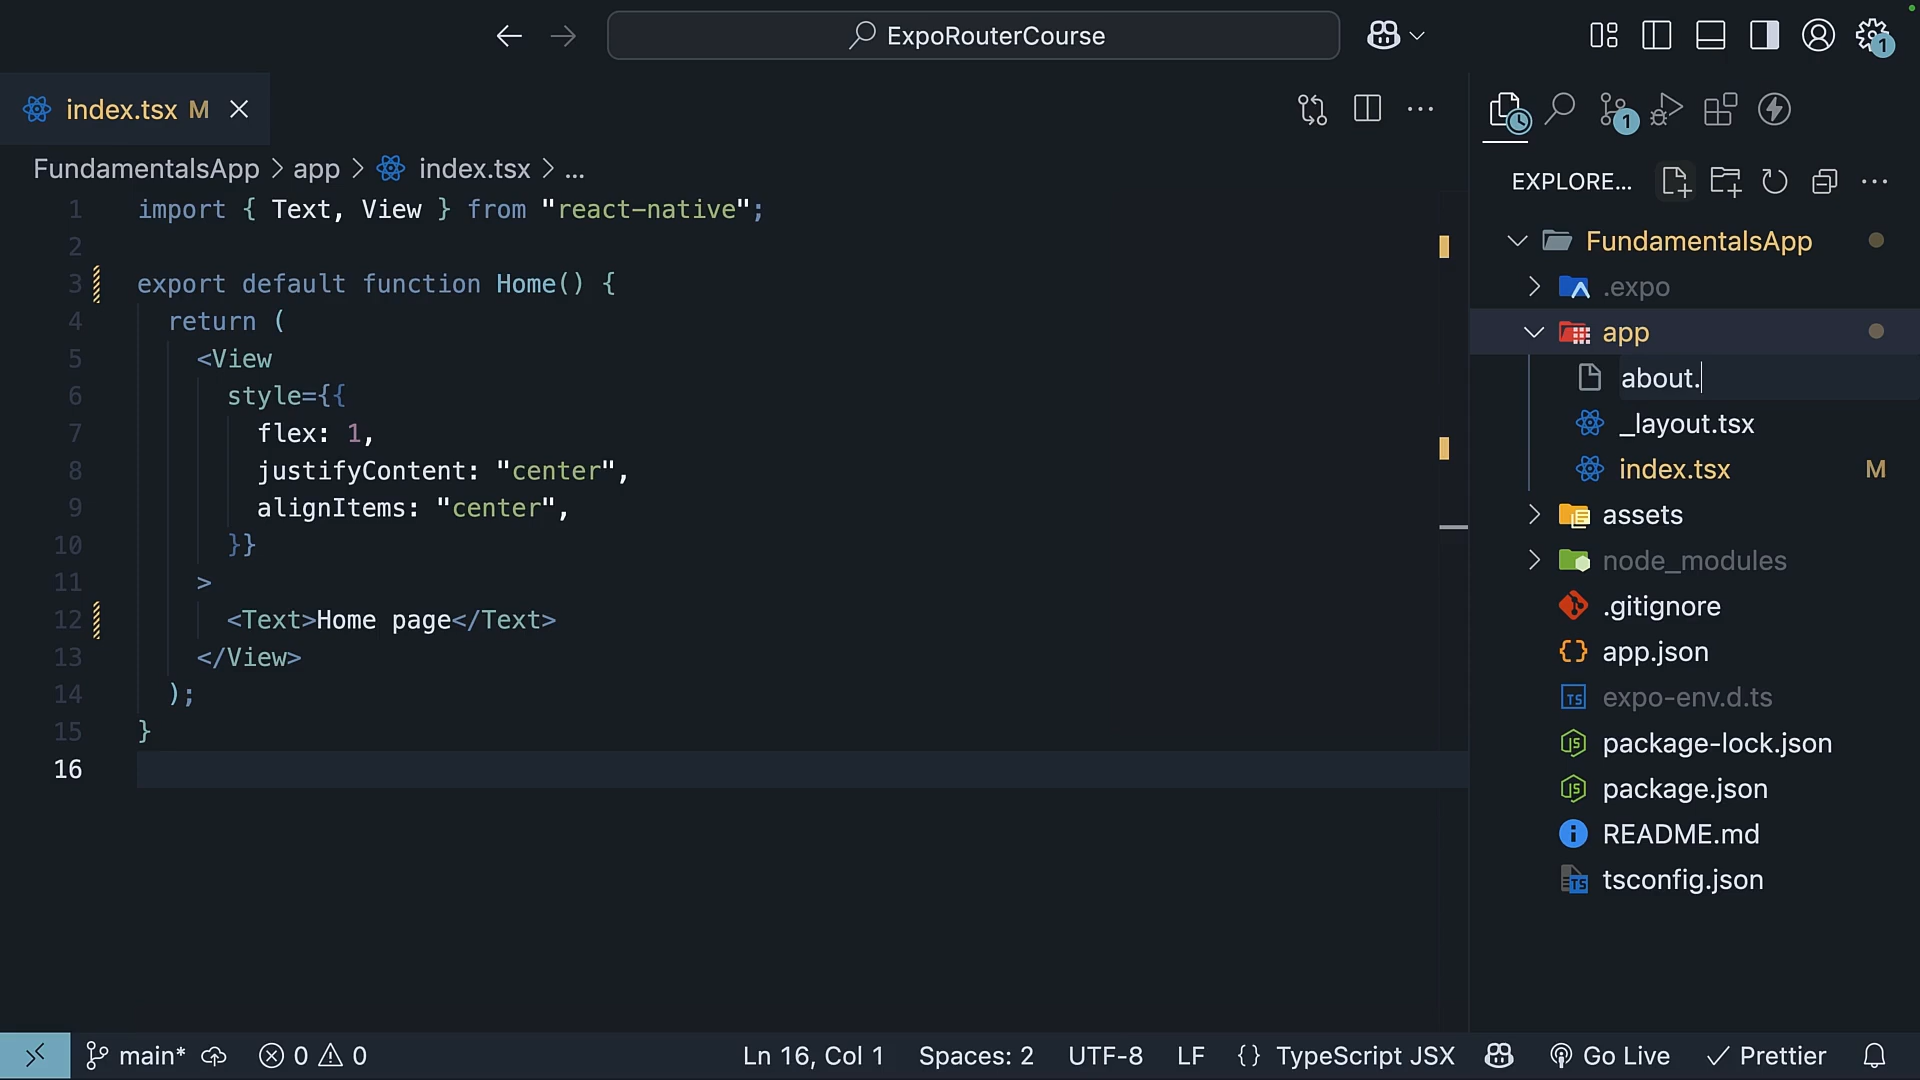 ExpoRouterCourse
1
index.tsx M
1
FundamentalsApp > app > index.tsx > ...
EXPLORE...
1 import { Text, View } from "react-native";
2
3 export default function Home() {
4 return (
5 <View
6 style={{
7 flex: 1,
8 justifyContent: "center",
9 alignItems: "center",
10 }}
11 >
12 <Text>Home page</Text>
13 </View>
14 );
15 }
16
FundamentalsApp
.expo
app
about.
_layout.tsx
index.tsx M
assets
node_modules
.gitignore
app.json
expo-env.d.ts
package-lock.json
package.json
README.md
tsconfig.json
main* 0 0 Ln 16, Col 1 Spaces: 2 UTF-8 LF {} TypeScript JSX Go Live Prettier